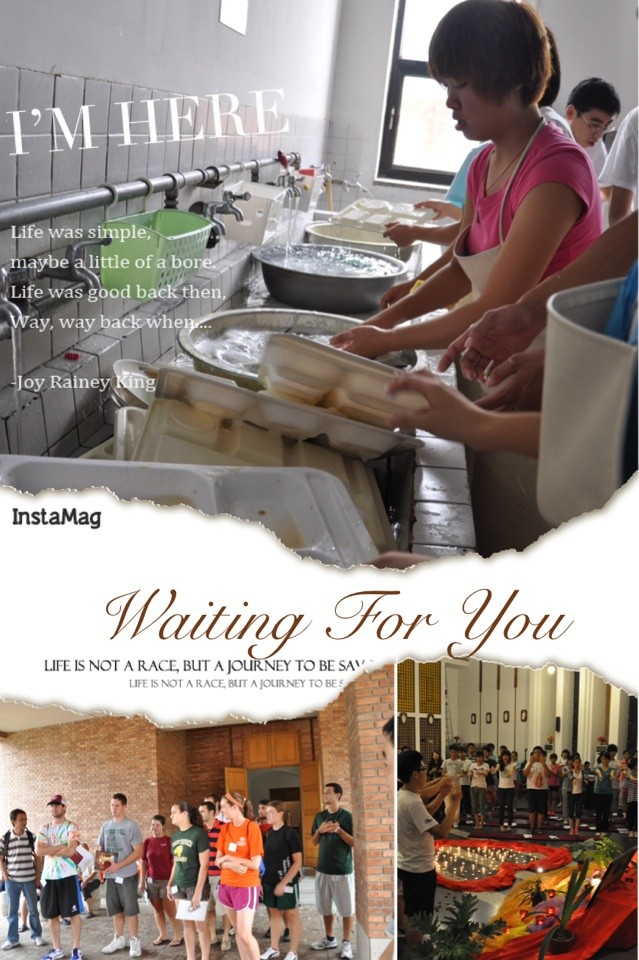 I'M HERE
Life was simple,
maybe a little of a bore.
Life was good back then,
Way, way back when....
-Joy Rainey King
InstaMag
Waiting For You
LIFE IS NOT A RACE, BUT A JOURNEY TO BE
LIFE IS NOT A RACE, BUT A JOURNEY TO BE